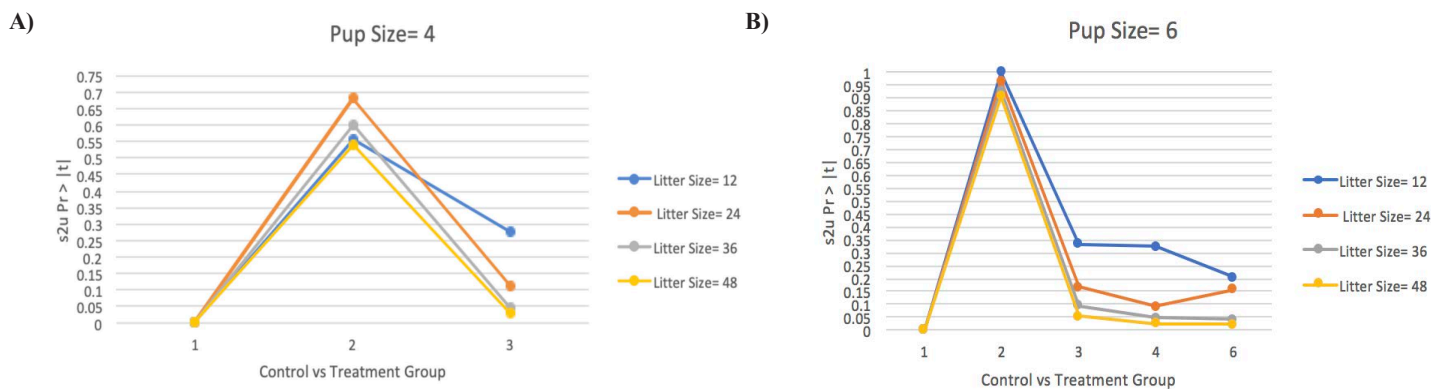 A)
Pup Size= 4
s2u Pr > |t|
0.75
0.7
0.65
0.6
0.55
0.5
0.45
0.4
0.35
0.3
0.25
0.2
0.15
0.1
0.05
0
1 2 3
Control vs Treatment Group
Litter Size= 12
Litter Size= 24
Litter Size= 36
Litter Size= 48
B)
Pup Size= 6
s2u Pr > |t|
1
0.95
0.9
0.85
0.8
0.75
0.7
0.65
0.6
0.55
0.5
0.45
0.4
0.35
0.3
0.25
0.2
0.15
0.1
0.05
0
1 2 3 4 6
Control vs Treatment Group
Litter Size= 12
Litter Size= 24
Litter Size= 36
Litter Size= 48